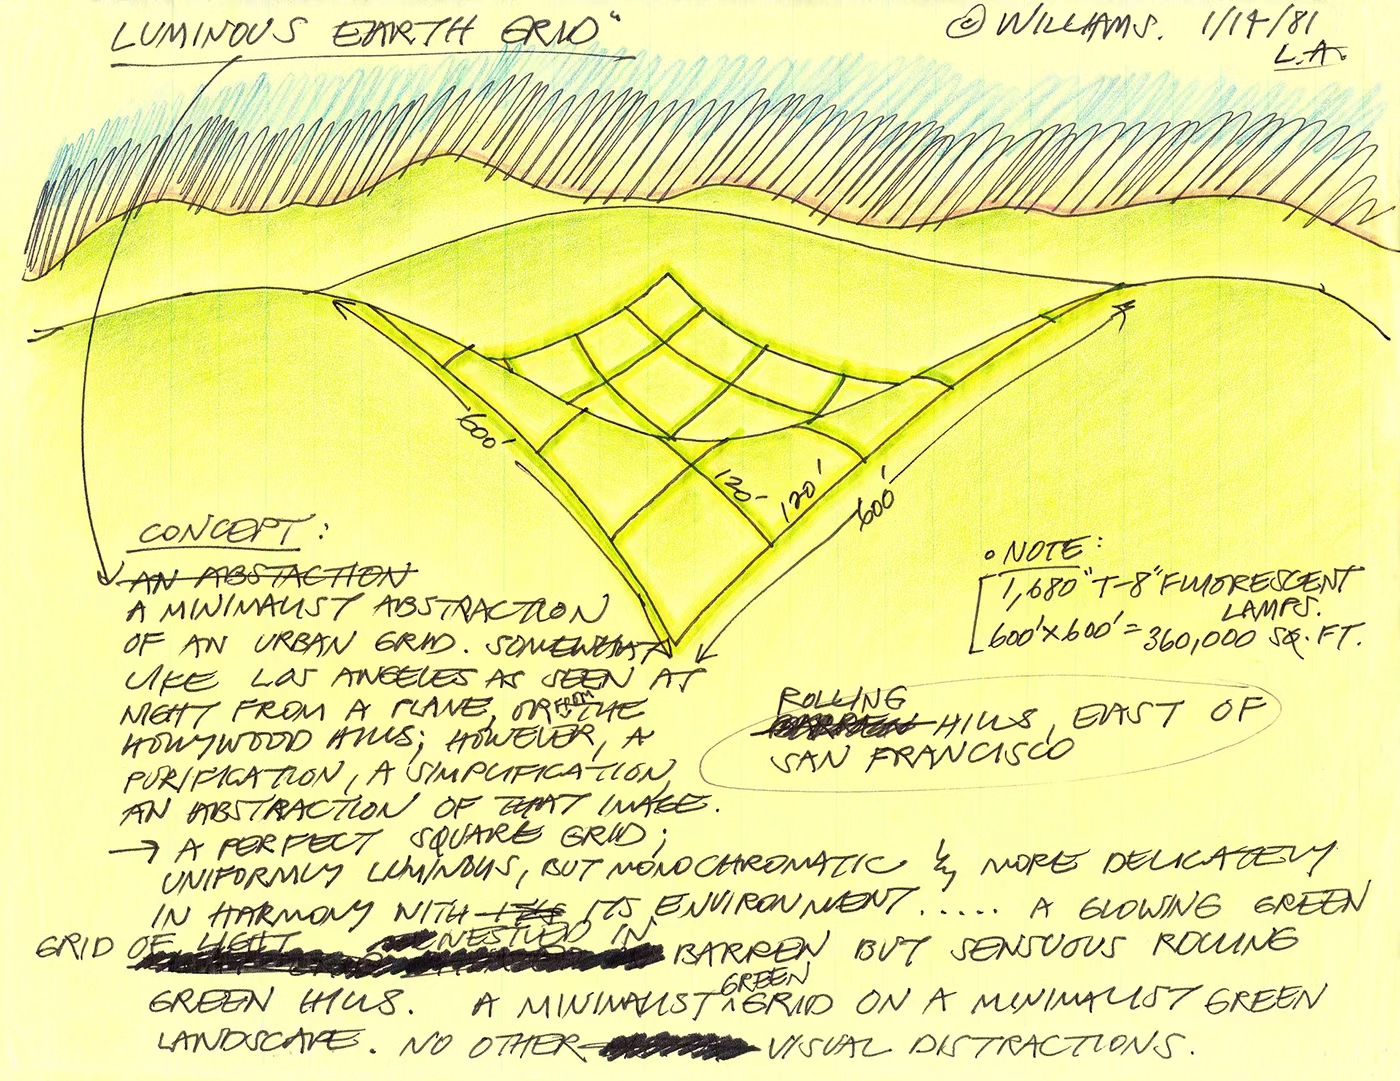 LUMINOUS EARTH GRID"
© WILLIAMS. 1/14/81
L.A.
600'
120'
120'
600'
CONCEPT:
AN ABSTACTION
A MINIMALIST ABSTRACTION
OF AN URBAN GRID. SOMEWHAT
LIKE LOS ANGELES AS SEEN AT
NIGHT FROM A PLANE, OR FROM THE
HOLLYWOOD HILLS; HOWEVER, A
PURIFICATION, A SIMPLIFICATION,
AN ABSTRACTION OF THAT IMAGE.
→ A PERFECT SQUARE GRID;
UNIFORMLY LUMINOUS, BUT MONOCHROMATIC & MORE DELICATELY
IN HARMONY WITH ITS ENVIRONMENT..... A GLOWING GREEN
GRID OF LIGHT NESTLED IN BARREN BUT SENSUOUS ROLLING
GREEN HILLS. A MINIMALIST GREEN GRID ON A MINIMALIST GREEN
LANDSCAPE. NO OTHER VISUAL DISTRACTIONS.
• NOTE:
1,680 "T-8" FLUORESCENT
LAMPS.
600' x 600' = 360,000 SQ. FT.
ROLLING
BARREN HILLS, EAST OF
SAN FRANCISCO